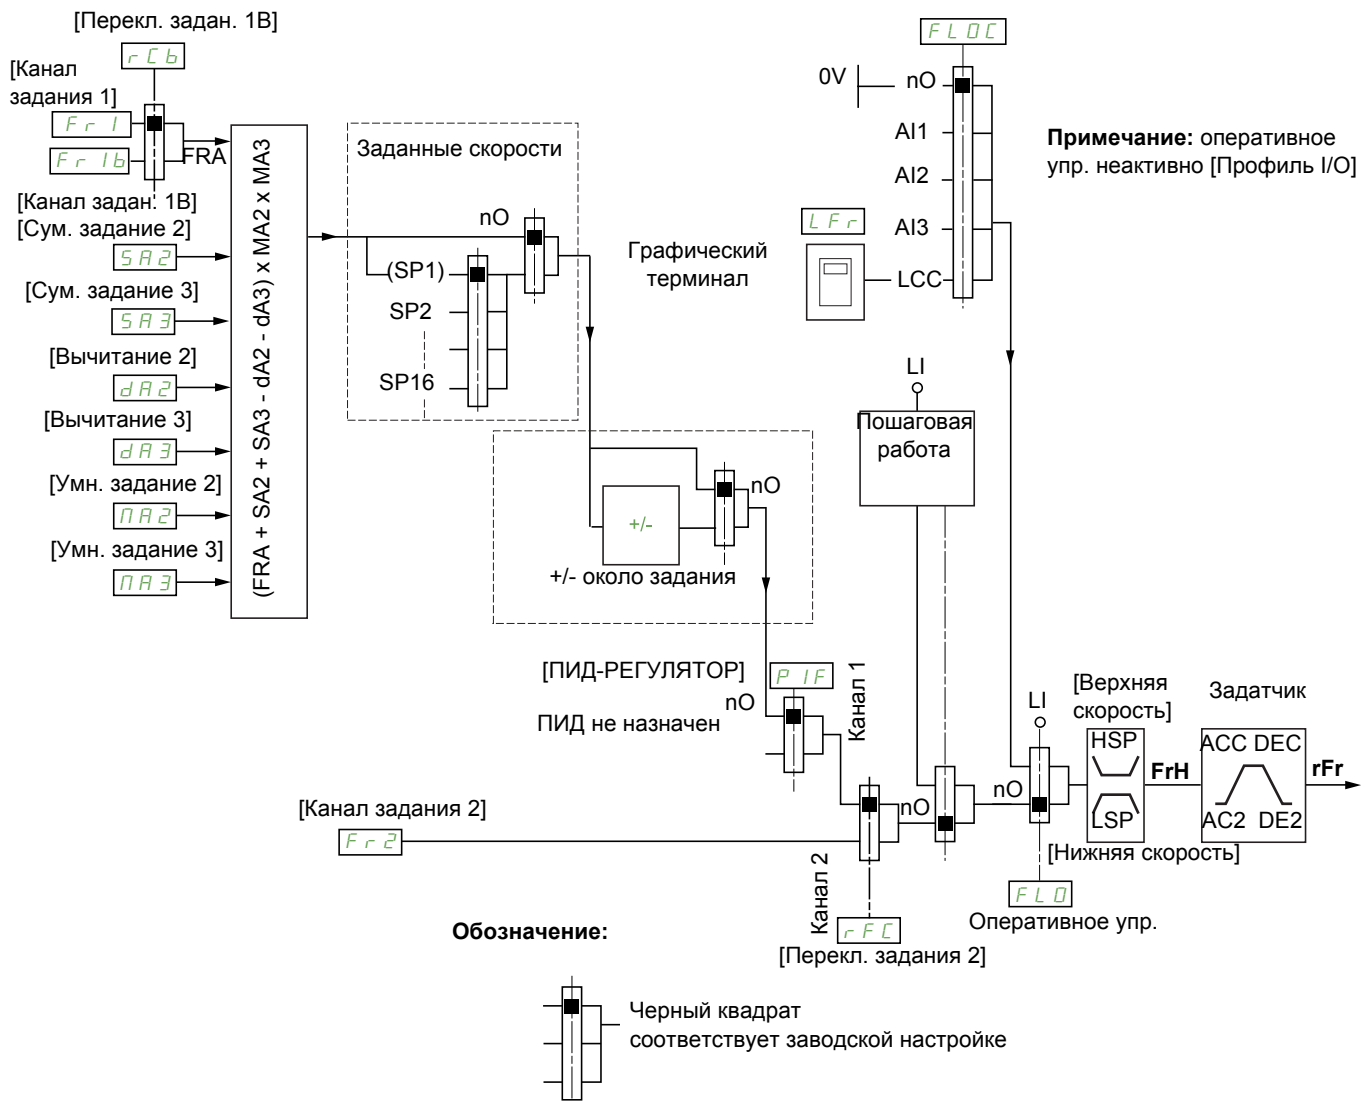 [Перекл. задан. 1B]
rCb
[Канал
задания 1]
Fr1
Fr1b
FRA
[Канал задан. 1B]
[Сум. задание 2]
SA2
[Сум. задание 3]
SA3
[Вычитание 2]
dA2
[Вычитание 3]
dA3
[Умн. задание 2]
MA2
[Умн. задание 3]
MA3
(FRA + SA2 + SA3 - dA2 - dA3) x MA2 x MA3
Заданные скорости
nO
(SP1)
SP2
SP16
+/-
nO
+/- около задания
FLOC
0V
nO
AI1
AI2
AI3
LFr
Графический
терминал
LCC
Примечание: оперативное
упр. неактивно [Профиль I/O]
LI
Пошаговая
работа
[ПИД-РЕГУЛЯТОР]
PIF
nO
ПИД не назначен
Канал 1
[Канал задания 2]
Fr2
Канал 2
rFC
[Перекл. задания 2]
nO
nO
LI
[Верхняя
скорость]
HSP
LSP
[Нижняя скорость]
FrH
Задатчик
ACC DEC
AC2 DE2
rFr
FLO
Оперативное упр.
Обозначение:
Черный квадрат
соответствует заводской настройке